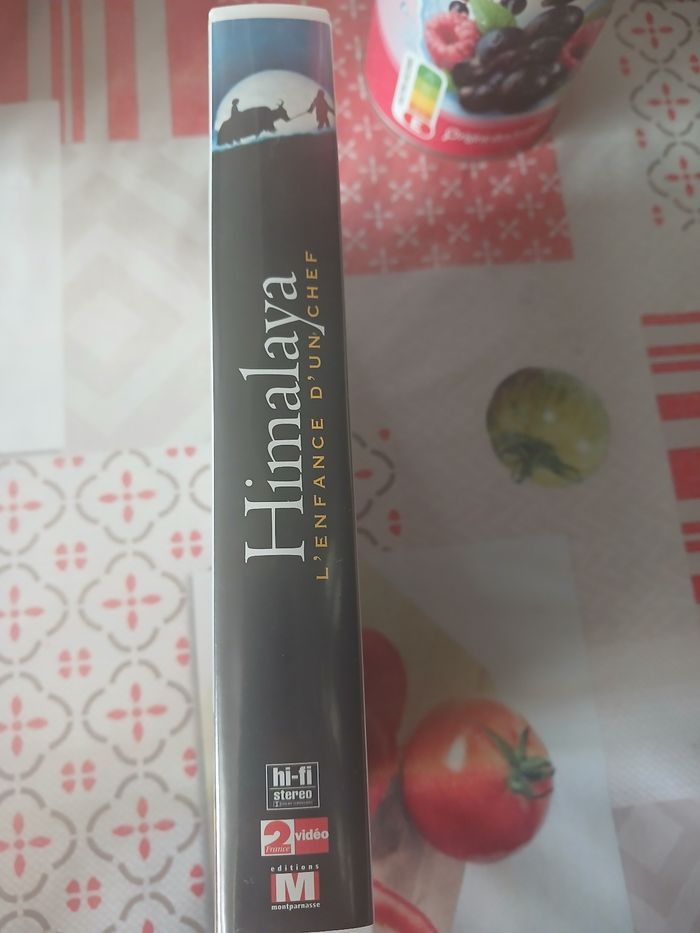 Himalaya
L'ENFANCE D'UN CHEF
hi-fi
stereo
2 vidéo
France
editions
M
montparnasse